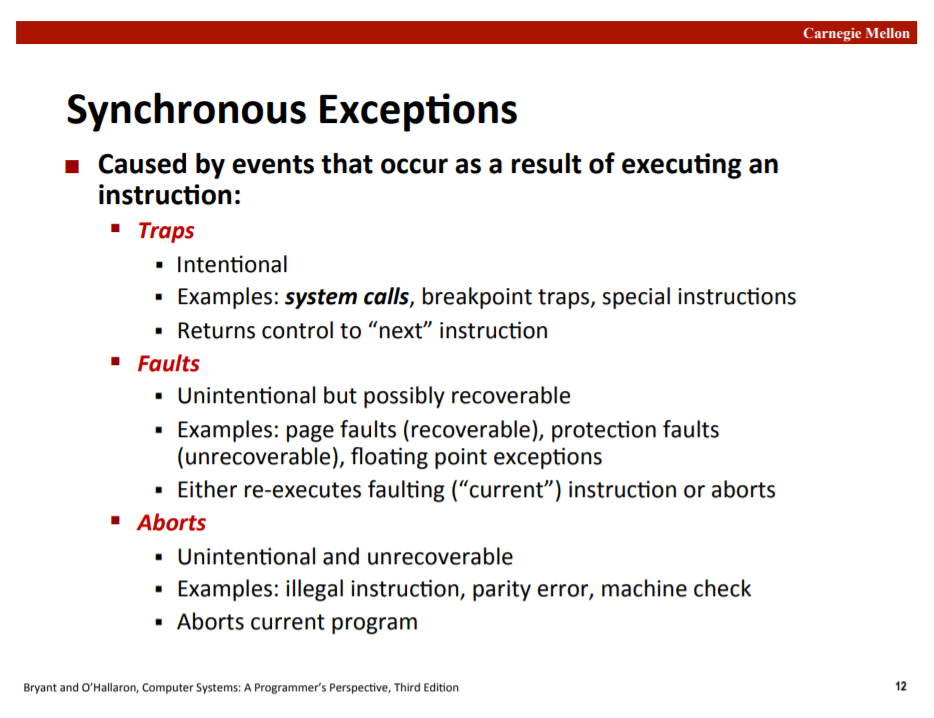 Carnegie Mellon
Synchronous Exceptions
Caused by events that occur as a result of executing an
instruction:
Traps
Intentional
Examples: system calls, breakpoint traps, special instructions
Returns control to “next” instruction
Faults
Unintentional but possibly recoverable
Examples: page faults (recoverable), protection faults
(unrecoverable), floating point exceptions
Either re-executes faulting (“current”) instruction or aborts
Aborts
Unintentional and unrecoverable
Examples: illegal instruction, parity error, machine check
Aborts current program
Bryant and O’Hallaron, Computer Systems: A Programmer’s Perspective, Third Edition
12